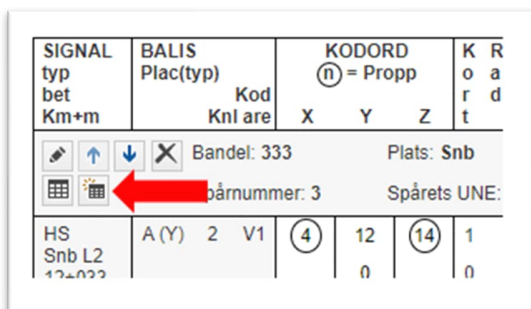 SIGNAL BALIS KODORD K R
typ Plac(typ) (n) = Propp o a
bet Kod r d
Km+m Knl are X Y Z t
Bandel: 333 Plats: Snb
nummer: 3 Spårets UNE:
HS A (Y) 2 V1 4 12 14 1
Snb L2
12+033 0 0